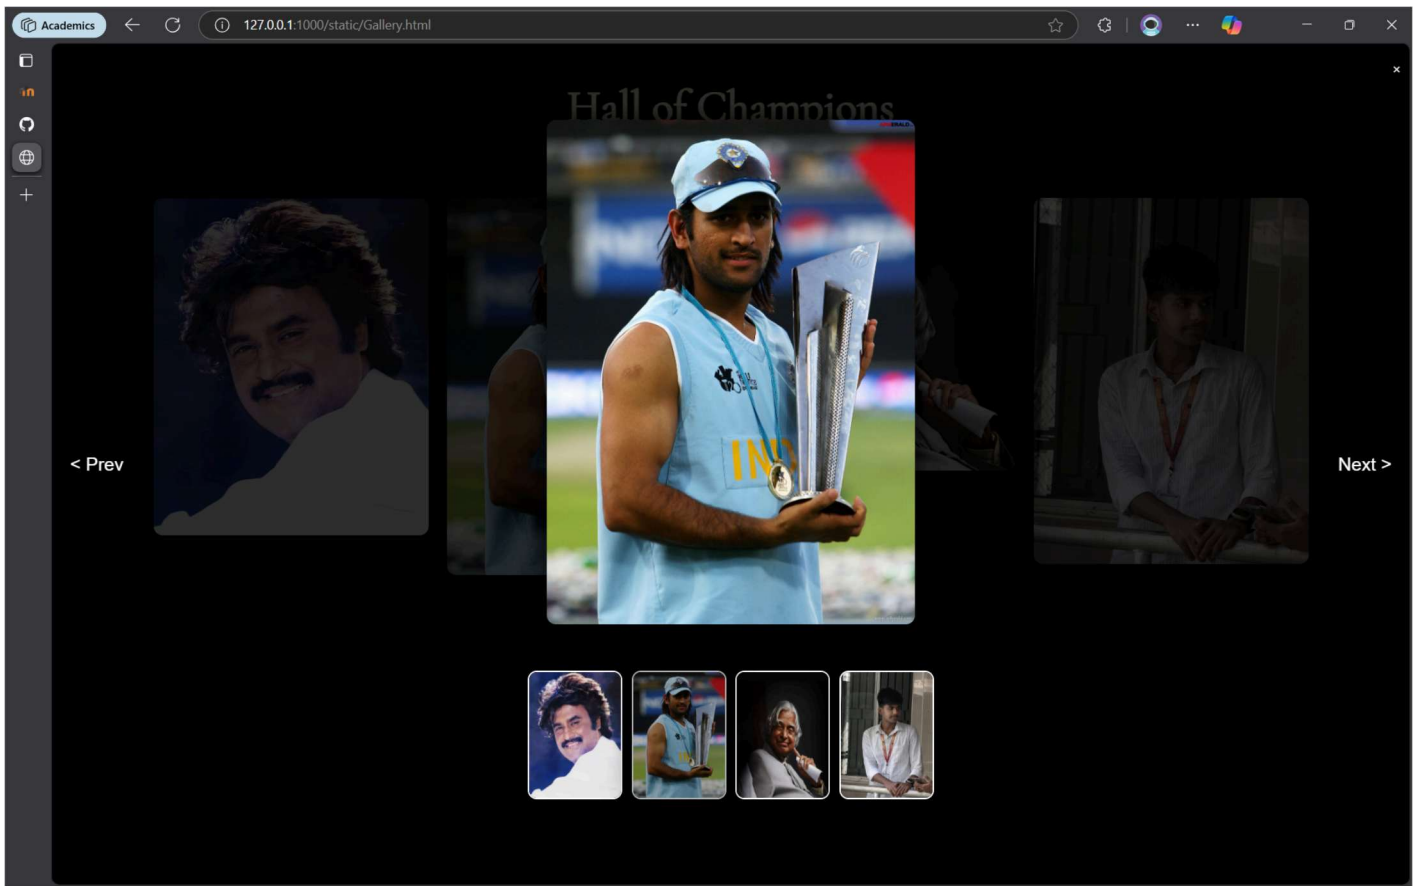 Academics
127.0.0.1:1000/static/Gallery.html
×
Hall of Champions
IND
< Prev
Next >